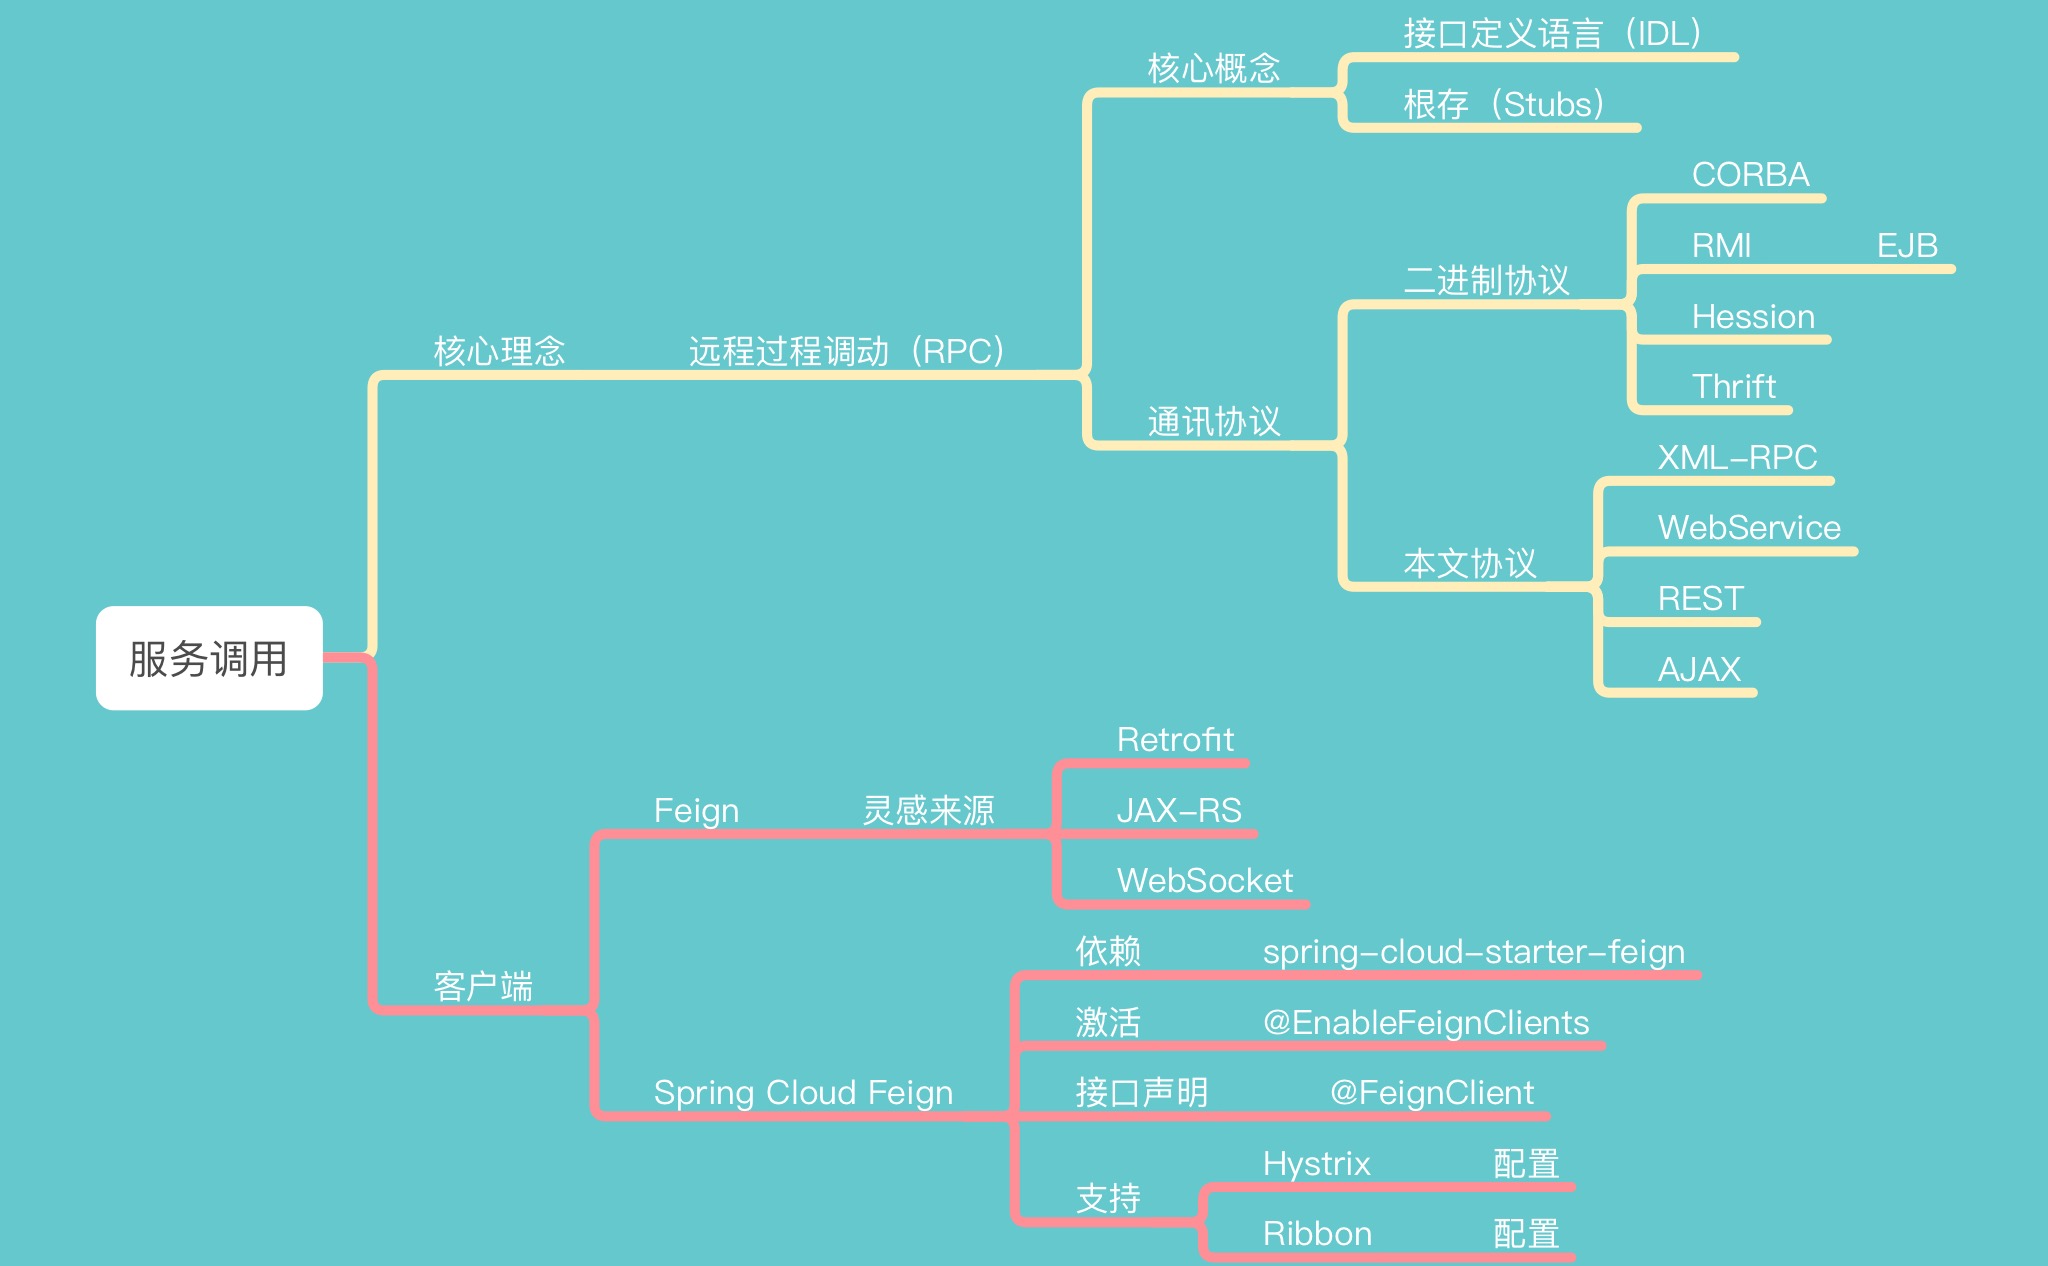 接口定义语言（IDL）
核心概念
根存（Stubs）
CORBA
RMI EJB
二进制协议
Hession
核心理念 远程过程调动（RPC）
Thrift
通讯协议
XML-RPC
WebService
本文协议
REST
服务调用
AJAX
Retrofit
Feign 灵感来源 JAX-RS
WebSocket
依赖 spring-cloud-starter-feign
客户端
激活 @EnableFeignClients
Spring Cloud Feign 接口声明 @FeignClient
Hystrix 配置
支持
Ribbon 配置